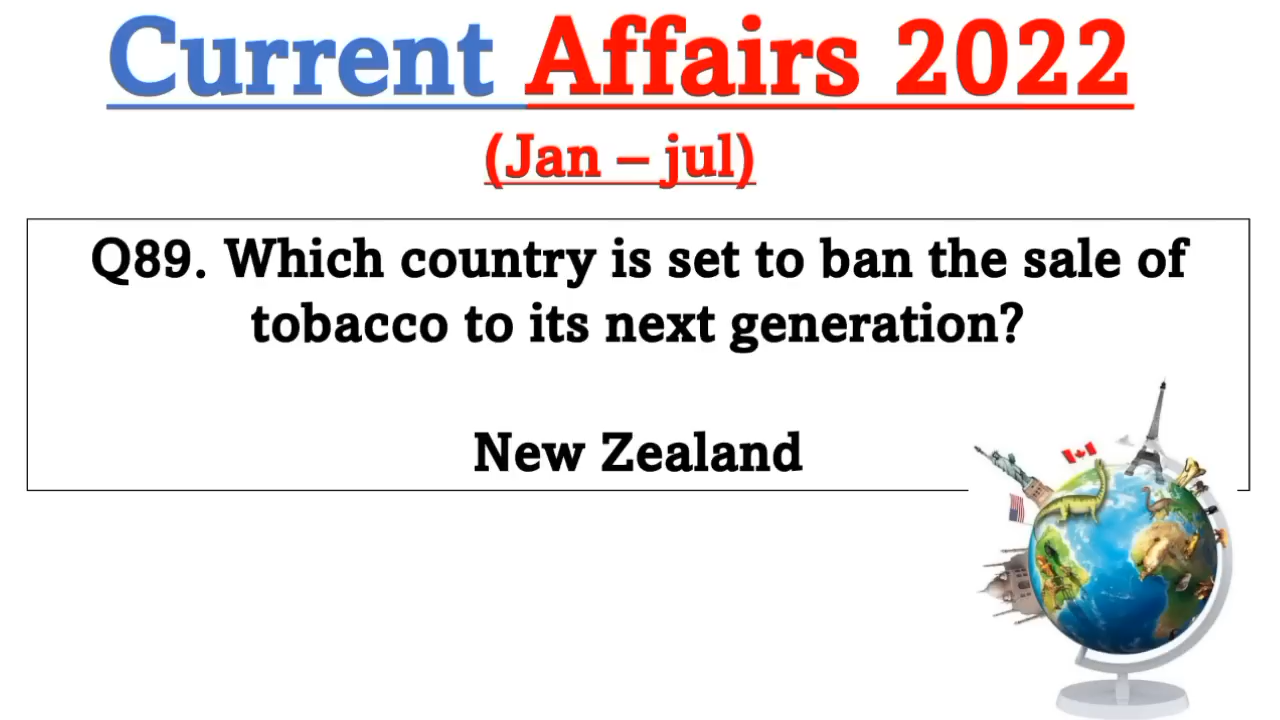 Current Affairs 2022
(Jan – jul)
Q89. Which country is set to ban the sale of
tobacco to its next generation?
New Zealand